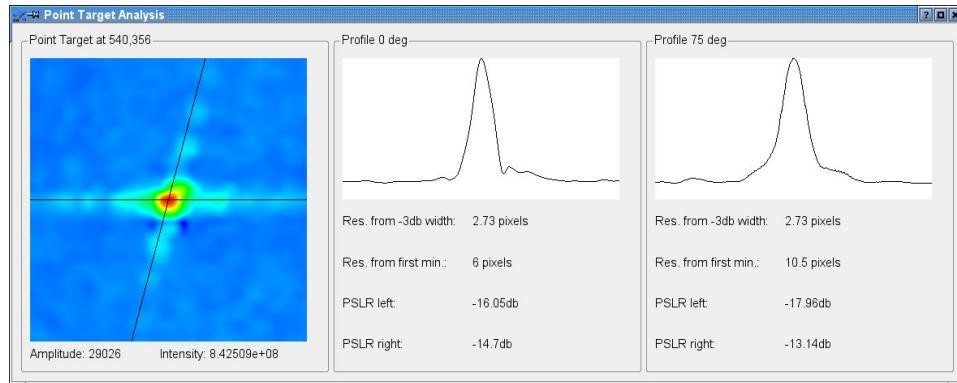 Point Target Analysis
Point Target at 540,356
Amplitude: 29026 Intensity: 8.42509e+08
Profile 0 deg
Res. from -3db width: 2.73 pixels
Res. from first min.: 6 pixels
PSLR left: -16.05db
PSLR right: -14.7db
Profile 75 deg
Res. from -3db width: 2.73 pixels
Res. from first min.: 10.5 pixels
PSLR left: -17.96db
PSLR right: -13.14db